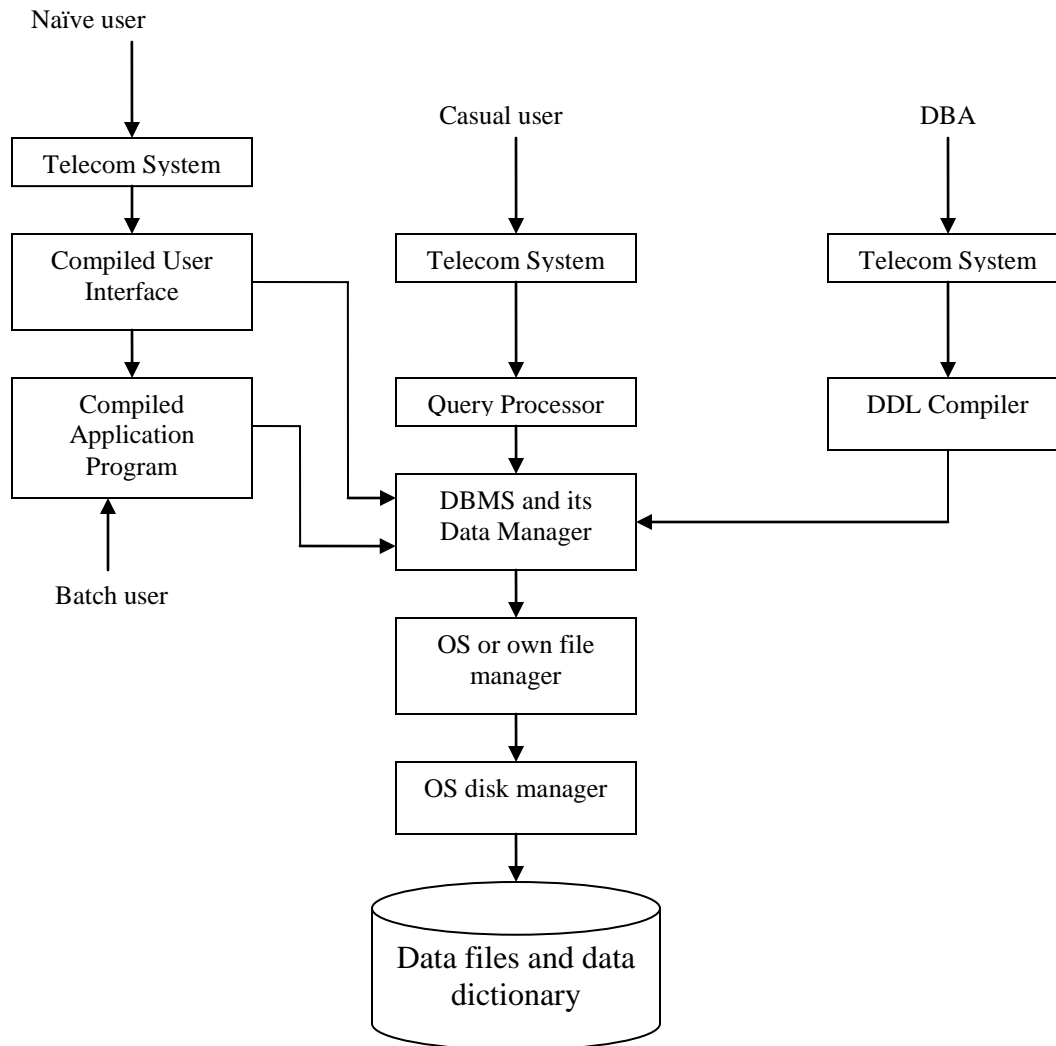 Naïve user
Casual user
DBA
Telecom System
Compiled User
Interface
Telecom System
Telecom System
Compiled
Application
Program
Query Processor
DDL Compiler
DBMS and its
Data Manager
Batch user
OS or own file
manager
OS disk manager
Data files and data
dictionary